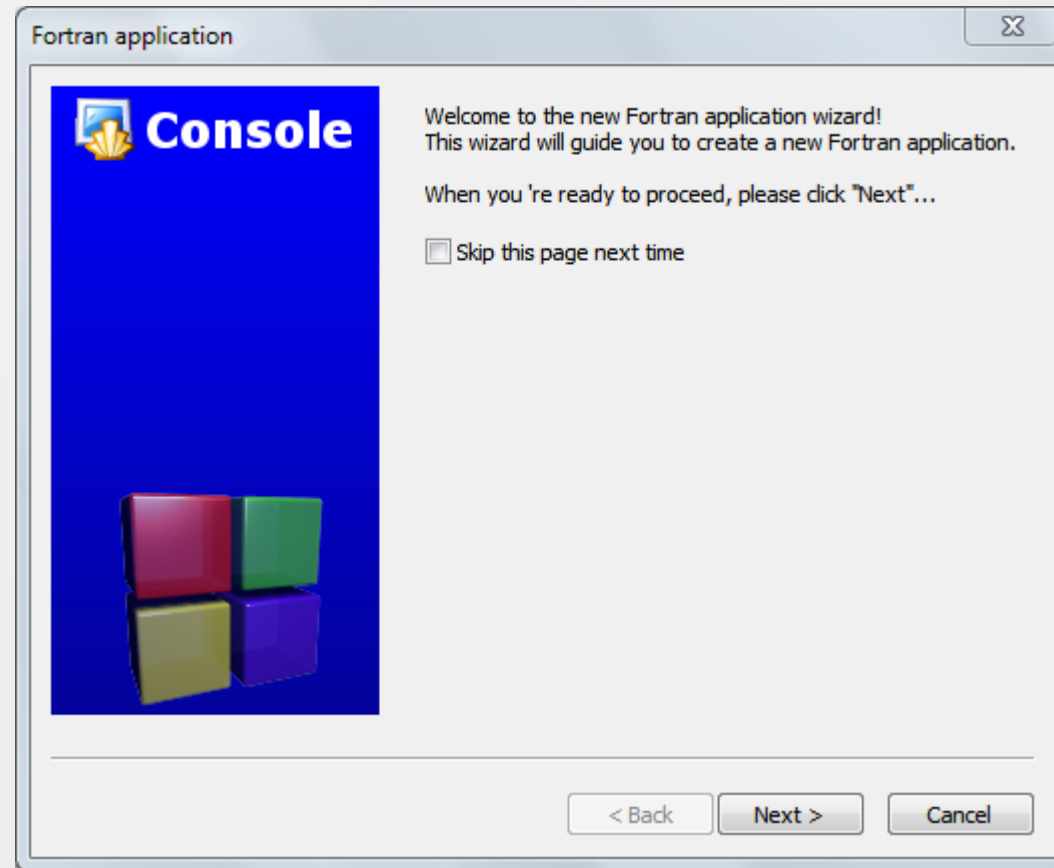 Fortran application
Console
Welcome to the new Fortran application wizard!
This wizard will guide you to create a new Fortran application.
When you 're ready to proceed, please click "Next"...
Skip this page next time
< Back
Next >
Cancel